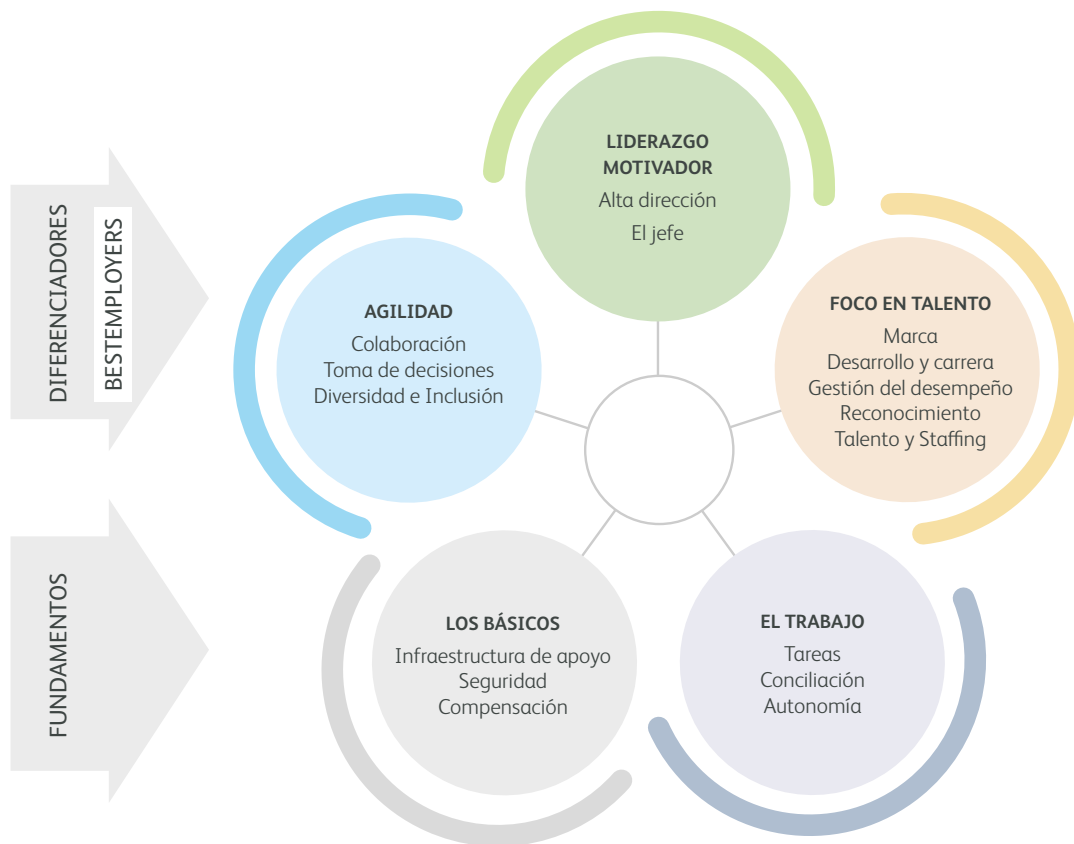 DIFERENCIADORES
BESTEMPLOYERS
LIDERAZGO
MOTIVADOR
Alta dirección
El jefe
AGILIDAD
Colaboración
Toma de decisiones
Diversidad e Inclusión
FOCO EN TALENTO
Marca
Desarrollo y carrera
Gestión del desempeño
Reconocimiento
Talento y Staffing
FUNDAMENTOS
LOS BÁSICOS
Infraestructura de apoyo
Seguridad
Compensación
EL TRABAJO
Tareas
Conciliación
Autonomía